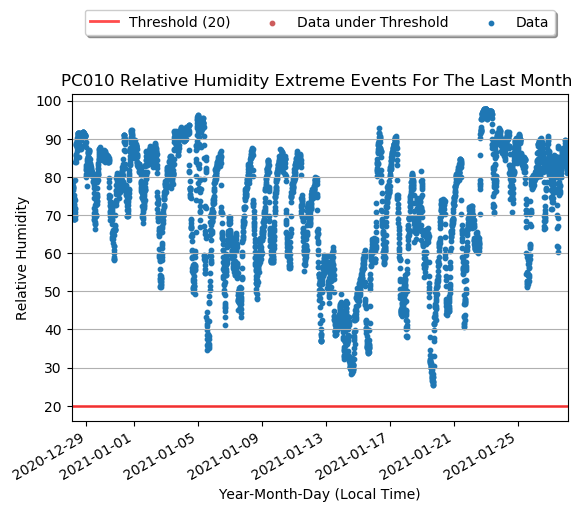 Threshold (20) Data under Threshold Data
PC010 Relative Humidity Extreme Events For The Last Month
100
90
80
70
60
50
40
30
20
Relative Humidity
2020-12-29 2021-01-01 2021-01-05 2021-01-09 2021-01-13 2021-01-17 2021-01-21 2021-01-25
Year-Month-Day (Local Time)